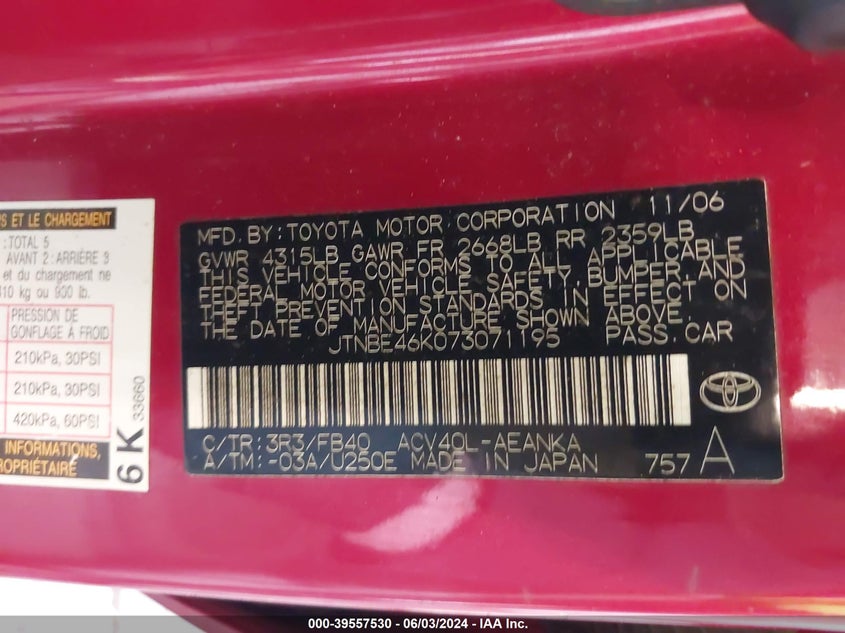 S ET LE CHARGEMENT
:TOTAL 5
AVANT 2:ARRIÈRE 3
et du chargement ne
410 kg ou 900 lb.
PRESSION DE
GONFLAGE À FROID
210kPa, 30PSI
210kPa, 30PSI
420kPa, 60PSI
INFORMATIONS,
PROPRIÉTAIRE
6K
33660
MFD. BY: TOYOTA MOTOR CORPORATION 11/06
GVWR 4315LB GAWR FR 2668LB RR 2359LB
THIS VEHICLE CONFORMS TO ALL APPLICABLE
FEDERAL MOTOR VEHICLE SAFETY, BUMPER, AND
THEFT PREVENTION STANDARDS IN EFFECT ON
THE DATE OF MANUFACTURE SHOWN ABOVE.
JTNBE46K073071195 PASS. CAR
C/TR: 3R3/FB40 ACV40L-AEANKA
A/TM: -03A/U250E MADE IN JAPAN 757 A
000-39557530 - 06/03/2024 - IAA Inc.